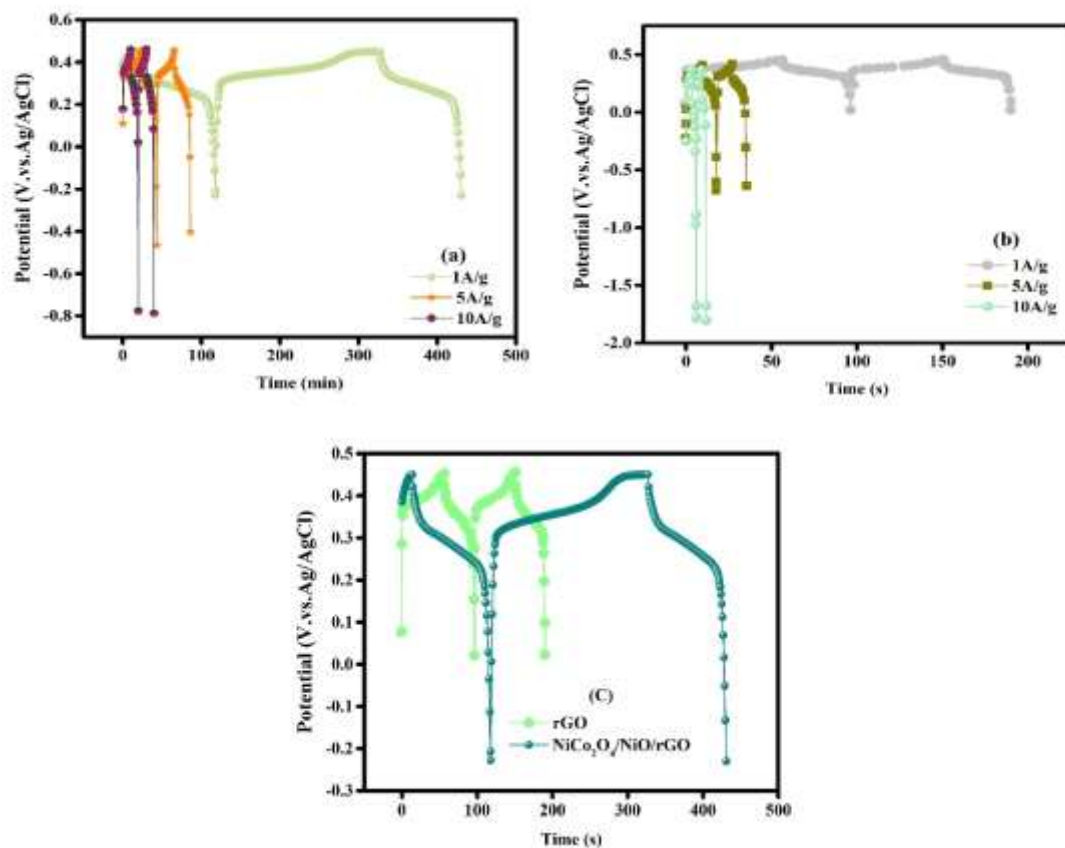 0.6
0.4
0.2
0.0
-0.2
-0.4
-0.6
-0.8
Potential (V.vs.Ag/AgCl)
(a)
1A/g
5A/g
10A/g
0 100 200 300 400 500
Time (min)
0.5
0.0
-0.5
-1.0
-1.5
-2.0
Potential (V.vs.Ag/AgCl)
(b)
1A/g
5A/g
10A/g
0 50 100 150 200
Time (s)
0.5
0.4
0.3
0.2
0.1
0.0
-0.1
-0.2
-0.3
Potential (V.vs.Ag/AgCl)
(C)
rGO
NiCo₂O₄/NiO/rGO
0 100 200 300 400 500
Time (s)